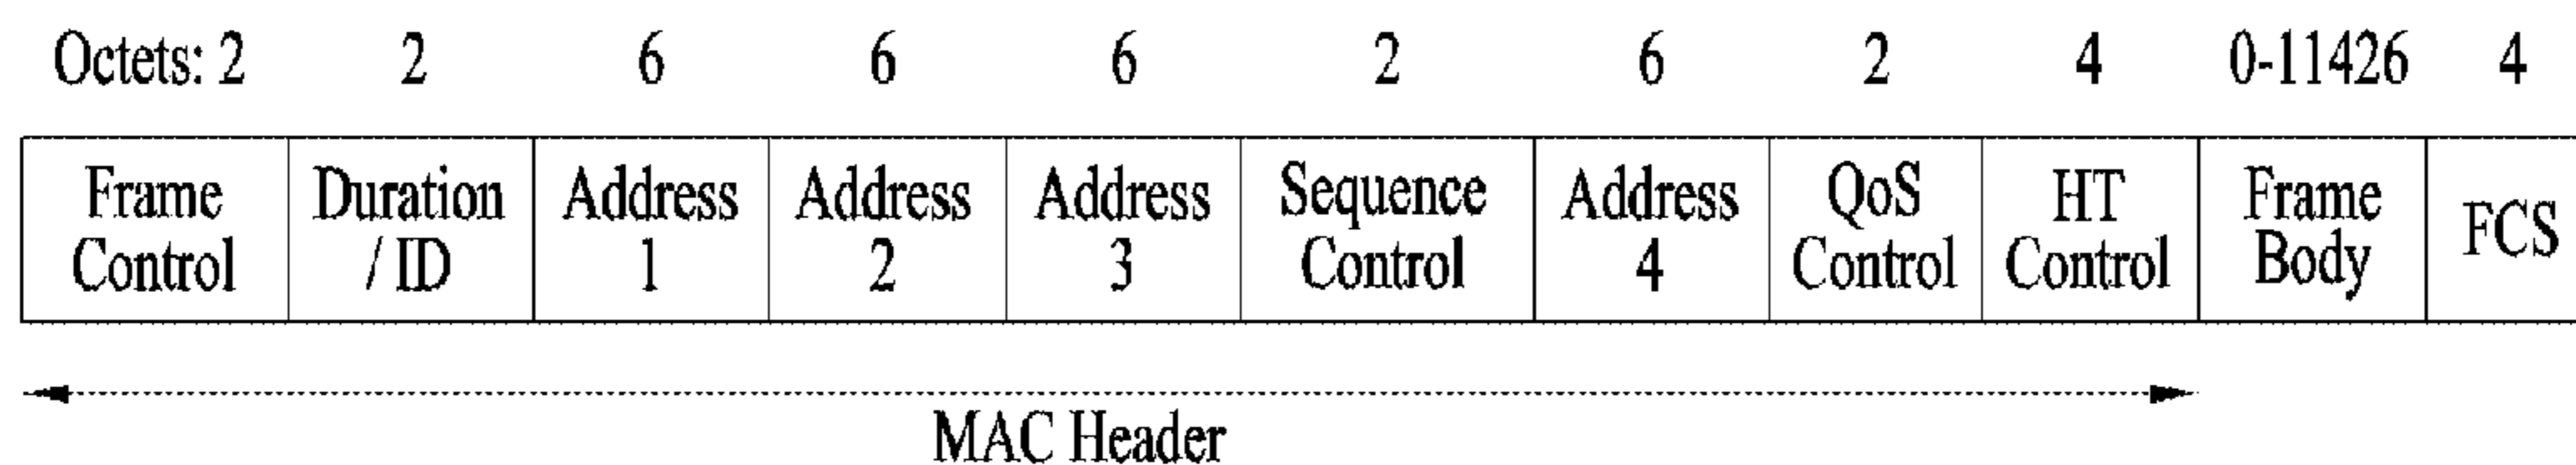 Octets: 2 2 6 6 6 2 6 2 4 0-11426 4
Frame Control Duration / ID Address 1 Address 2 Address 3 Sequence Control Address 4 QoS Control HT Control Frame Body FCS
MAC Header